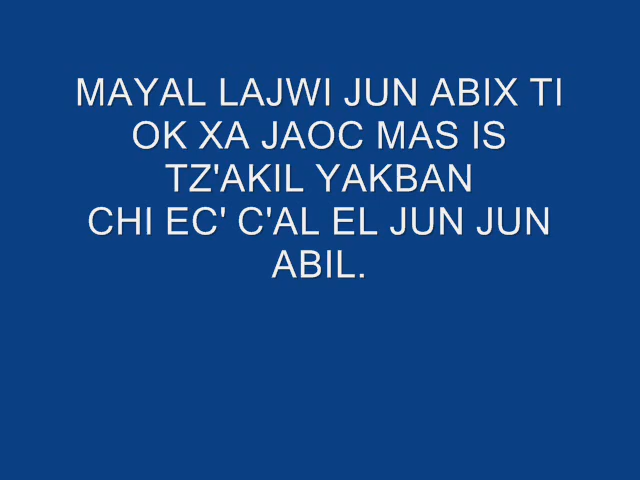 MAYAL LAJWI JUN ABIX TI
OK XA JAOC MAS IS
TZ'AKIL YAKBAN
CHI EC' C'AL EL JUN JUN
ABIL.